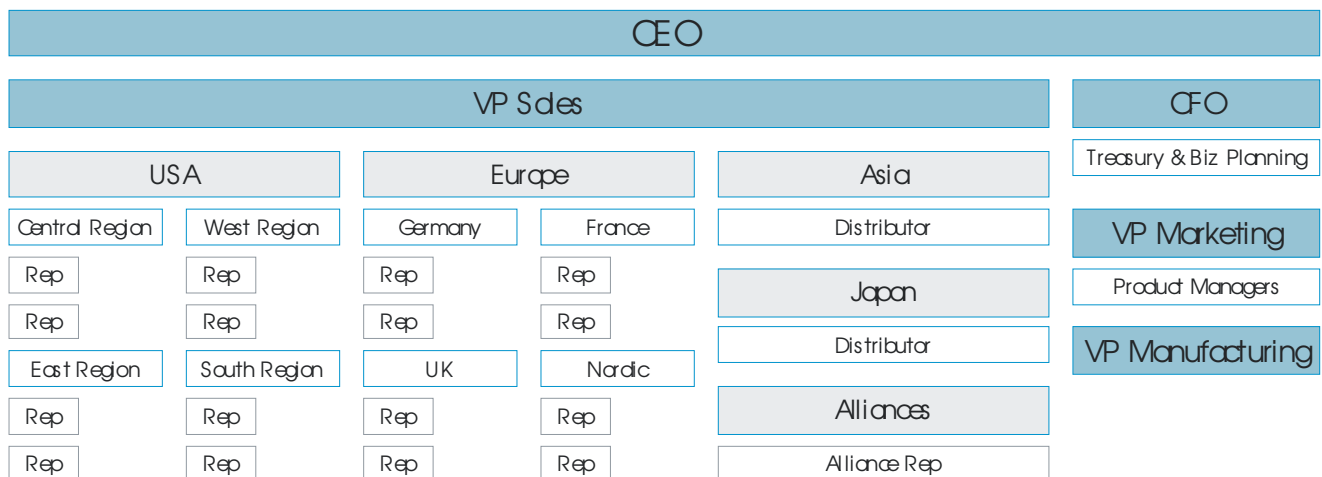 CEO
VP Sales CFO
USA Europe Asia Treasury & Biz Planning
Central Region West Region Germany France Distributor VP Marketing
Rep Rep Rep Rep Japan Product Managers
Rep Rep Rep Rep Distributor
East Region South Region UK Nordic VP Manufacturing
Rep Rep Rep Rep Alliances
Rep Rep Rep Rep Alliance Rep